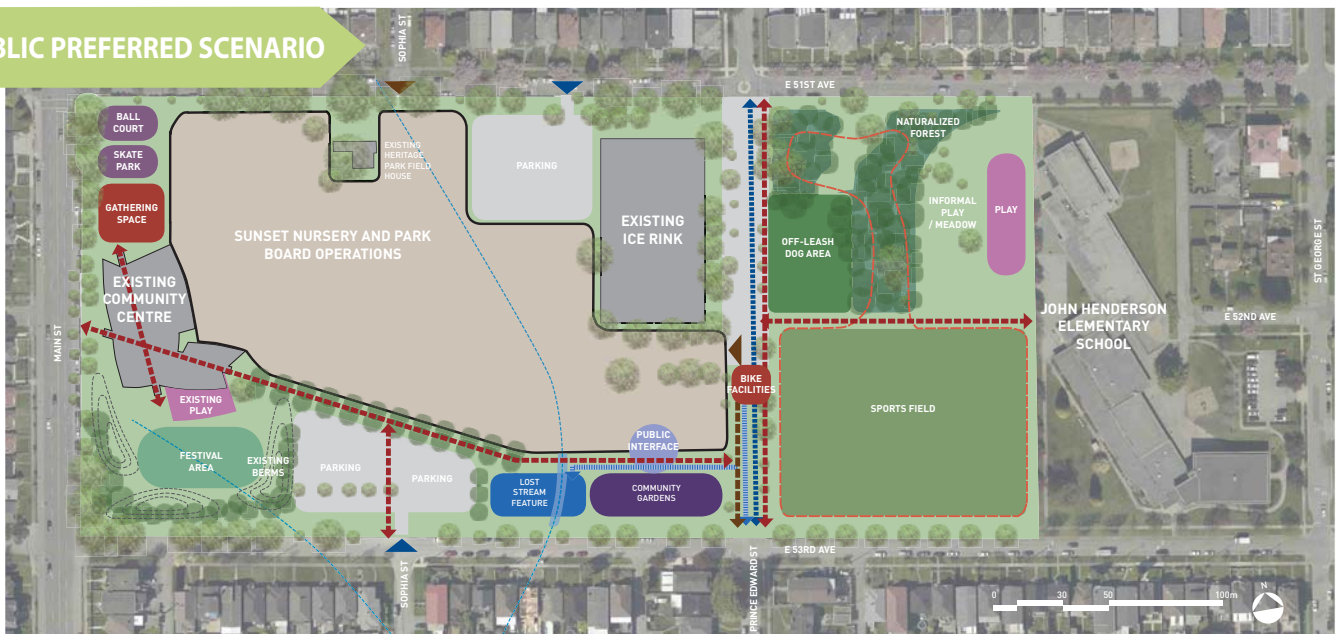 BLIC PREFERRED SCENARIO
SOPHIA ST
E 51ST AVE
BALL
COURT
SKATE
PARK
GATHERING
SPACE
EXISTING
HERITAGE
PARK FIELD
HOUSE
PARKING
NATURALIZED
FOREST
PLAY
INFORMAL
PLAY
/ MEADOW
SUNSET NURSERY AND PARK
BOARD OPERATIONS
EXISTING
ICE RINK
OFF-LEASH
DOG AREA
EXISTING
COMMUNITY
CENTRE
MAIN ST
JOHN HENDERSON
ELEMENTARY
SCHOOL
E 52ND AVE
ST GEORGE ST
EXISTING
PLAY
BIKE
FACILITIES
SPORTS FIELD
FESTIVAL
AREA
EXISTING
BERMS
PARKING
PARKING
PUBLIC
INTERFACE
LOST
STREAM
FEATURE
COMMUNITY
GARDENS
E 53RD AVE
SOPHIA ST
PRINCE EDWARD ST
0 30 50 100m
N